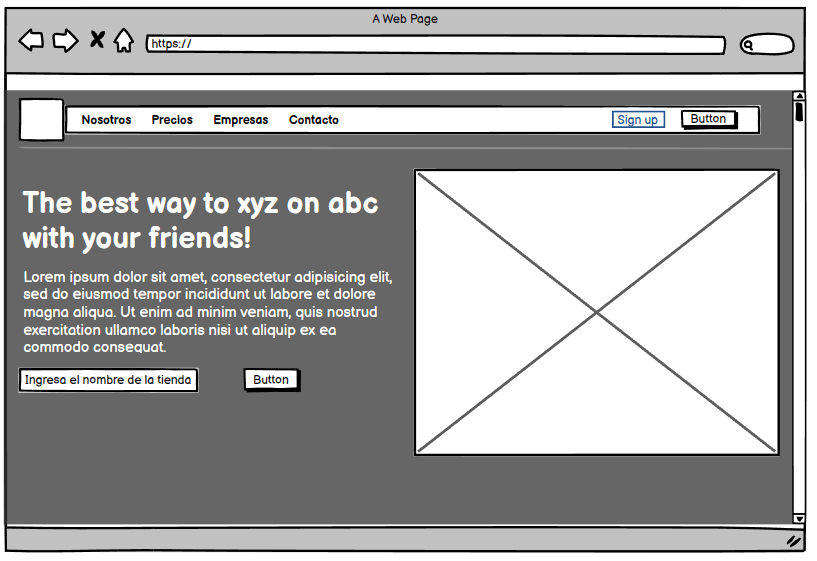 A Web Page
https://
Nosotros Precios Empresas Contacto Sign up Button
The best way to xyz on abc
with your friends!
Lorem ipsum dolor sit amet, consectetur adipisicing elit,
sed do eiusmod tempor incididunt ut labore et dolore
magna aliqua. Ut enim ad minim veniam, quis nostrud
exercitation ullamco laboris nisi ut aliquip ex ea
commodo consequat.
Ingresa el nombre de la tienda Button